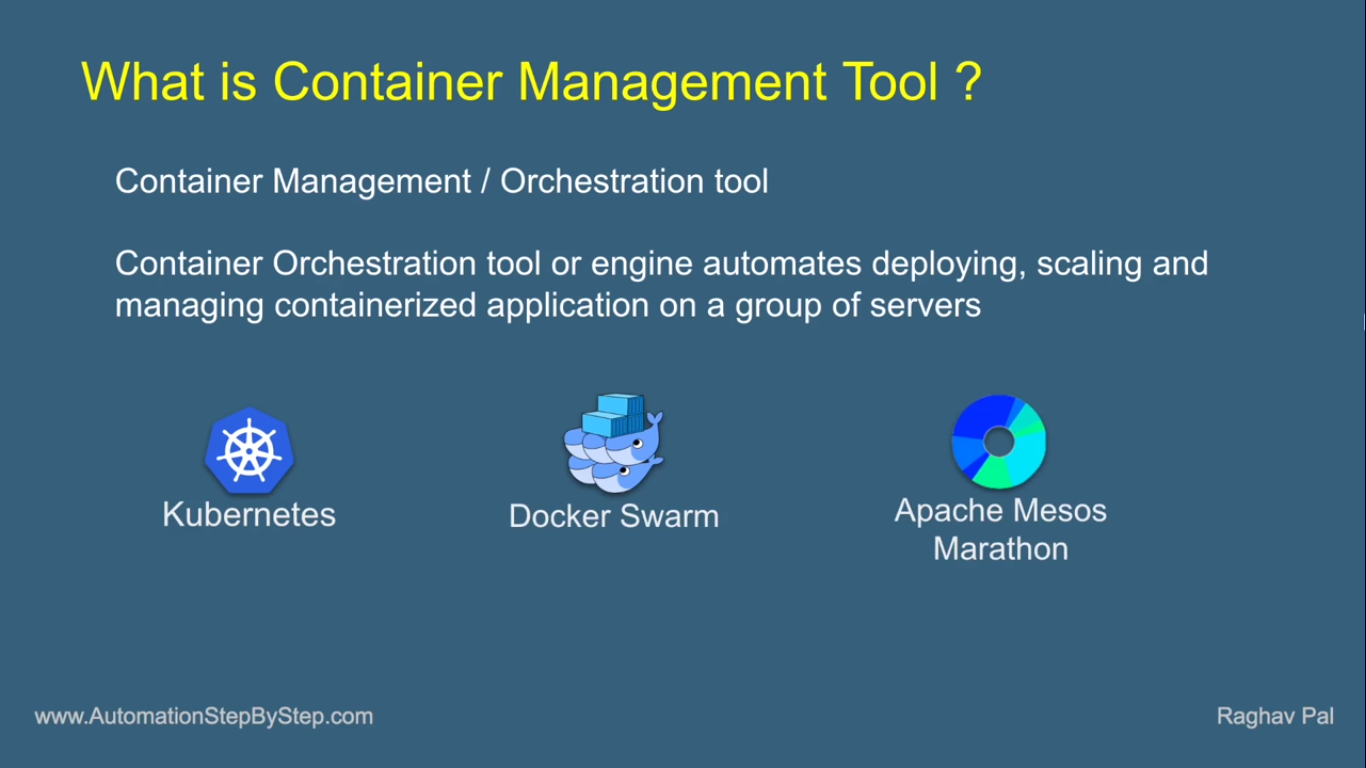 What is Container Management Tool ?
Container Management / Orchestration tool
Container Orchestration tool or engine automates deploying, scaling and
managing containerized application on a group of servers
Kubernetes
Docker Swarm
Apache Mesos
Marathon
www.AutomationStepByStep.com
Raghav Pal